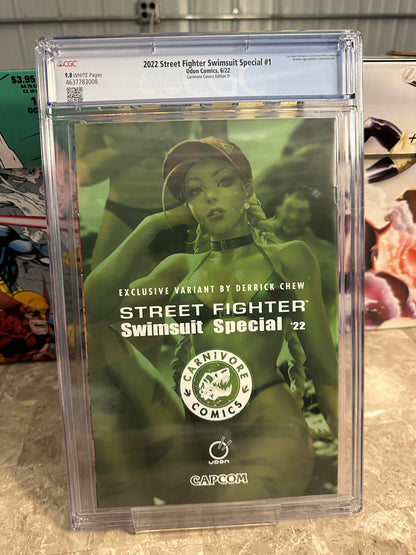 CGC
2022 Street Fighter Swimsuit Special #1
Udon Comics, 6/22
Carnivore Comics Edition D
9.8 WHITE Pages
4637783008
$3.95
EXCLUSIVE VARIANT BY DERRICK CHEW
STREET FIGHTER™
Swimsuit Special '22
CARNIVORE
COMICS
UDON
CAPCOM